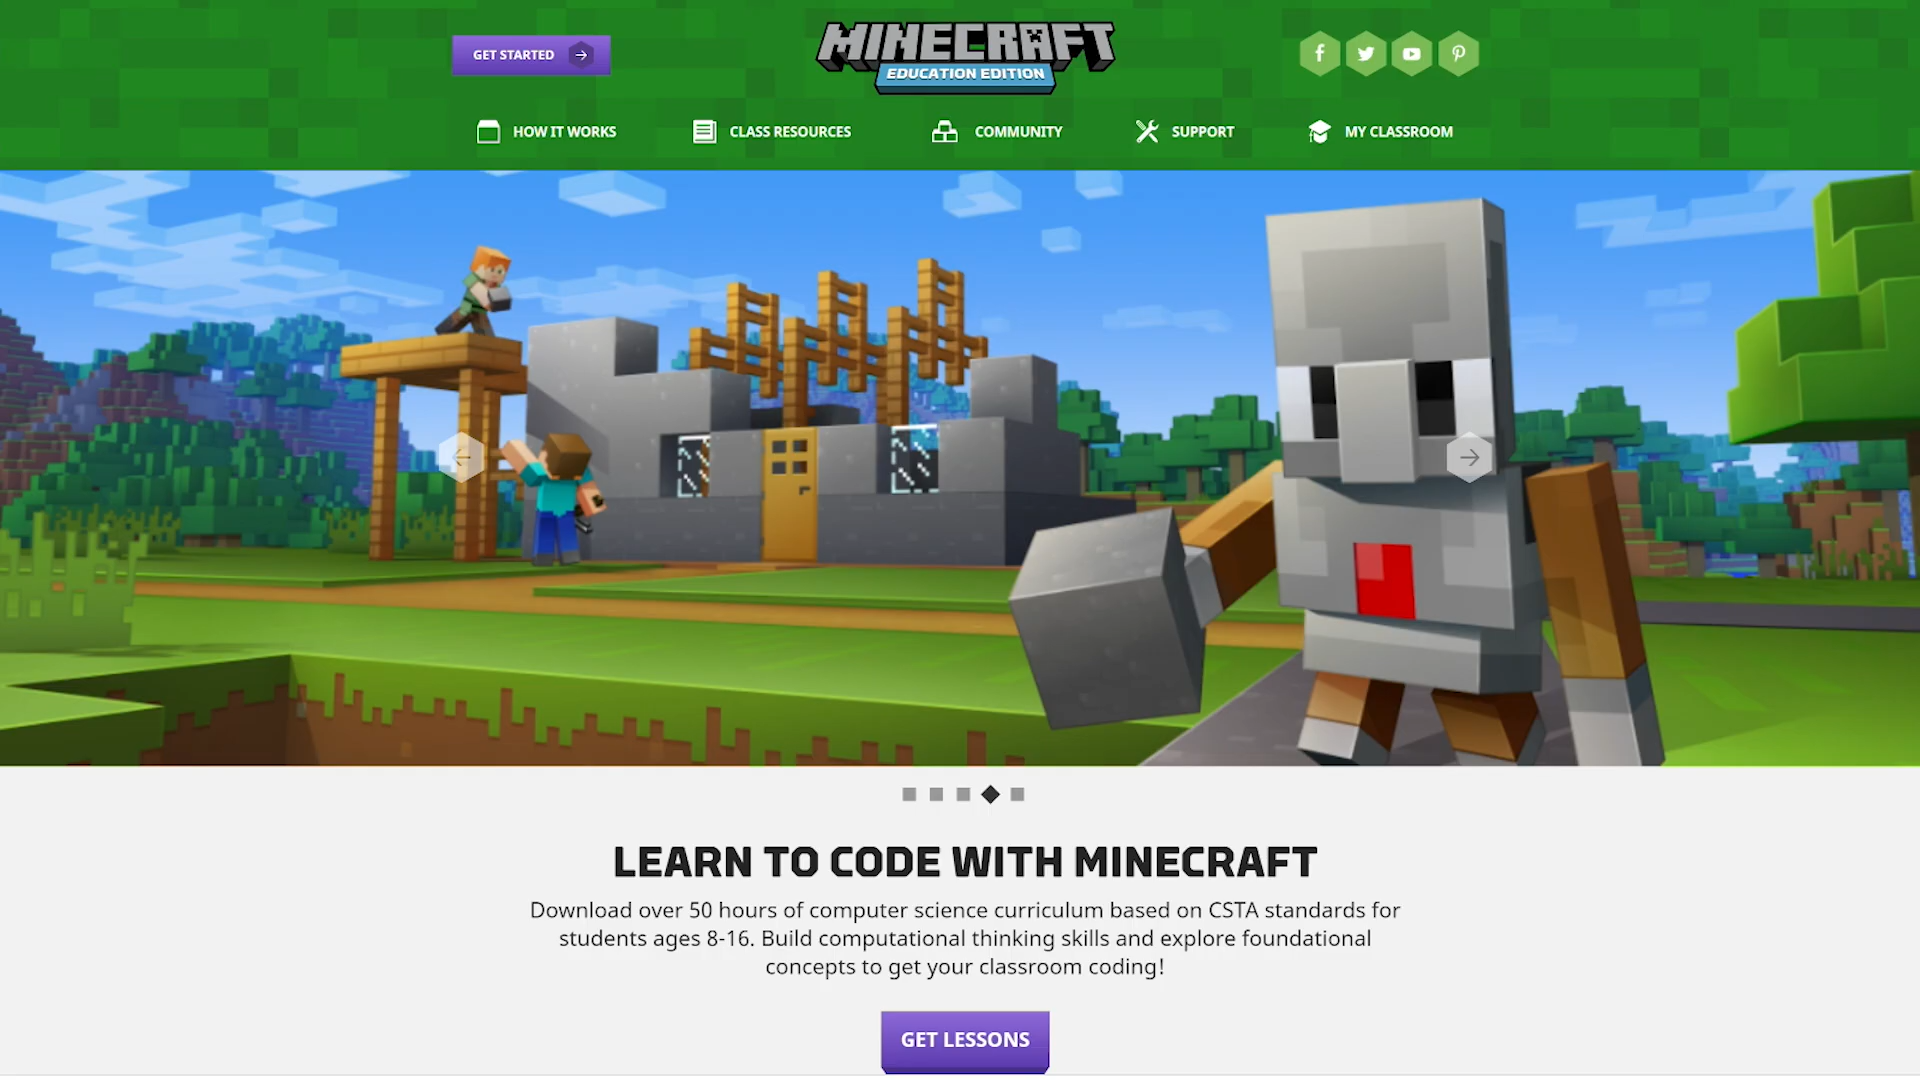 GET STARTED
MINECRAFT
EDUCATION EDITION
HOW IT WORKS
CLASS RESOURCES
COMMUNITY
SUPPORT
MY CLASSROOM
LEARN TO CODE WITH MINECRAFT
Download over 50 hours of computer science curriculum based on CSTA standards for
students ages 8-16. Build computational thinking skills and explore foundational
concepts to get your classroom coding!
GET LESSONS